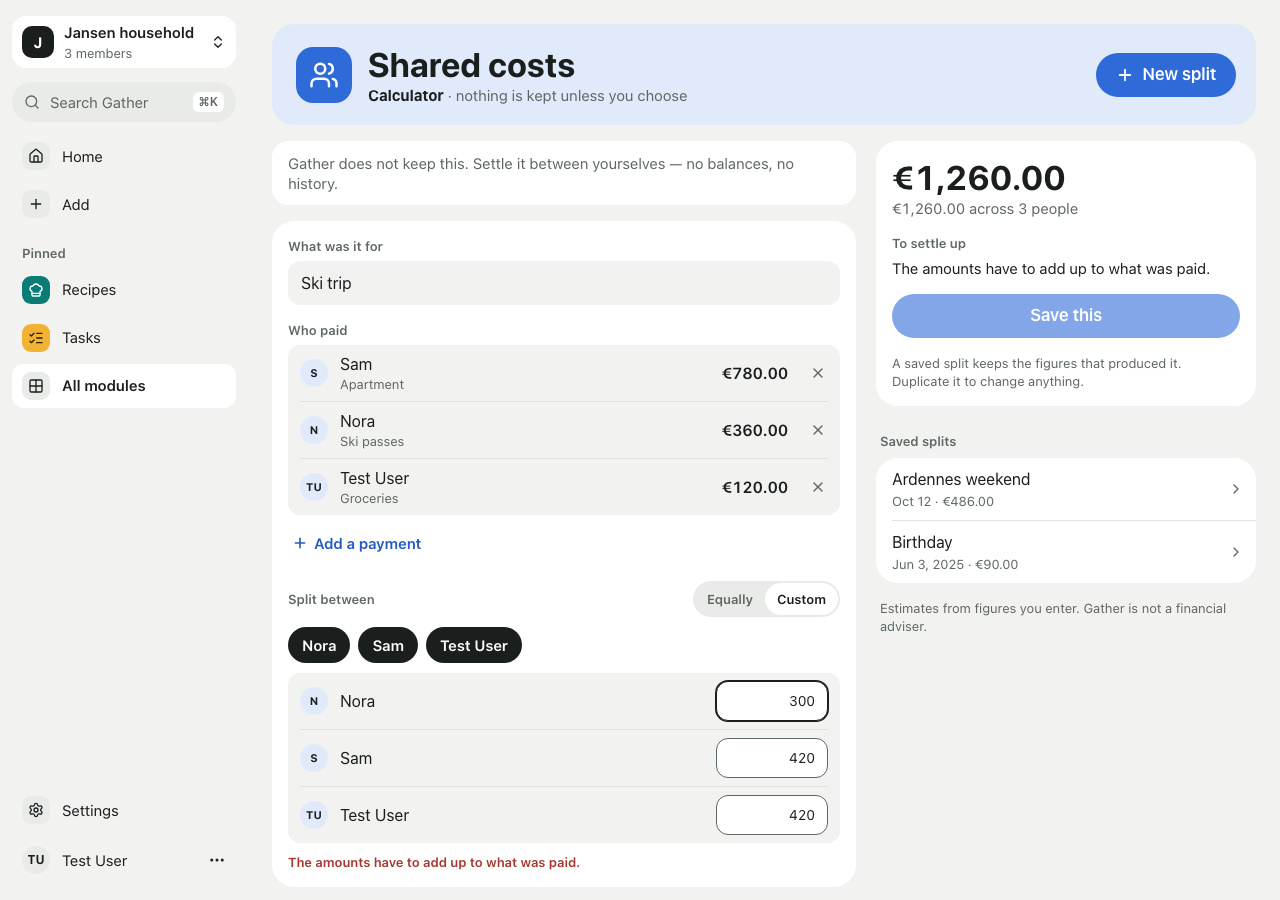 J
Jansen household
3 members
Search Gather
⌘K
Home
Add
Pinned
Recipes
Tasks
All modules
Settings
TU
Test User
Shared costs
Calculator · nothing is kept unless you choose
New split
Gather does not keep this. Settle it between yourselves — no balances, no
history.
What was it for
Ski trip
Who paid
S
Sam
Apartment
€780.00
N
Nora
Ski passes
€360.00
TU
Test User
Groceries
€120.00
Add a payment
Split between
Equally
Custom
Nora
Sam
Test User
N
Nora
300
S
Sam
420
TU
Test User
420
The amounts have to add up to what was paid.
€1,260.00
€1,260.00 across 3 people
To settle up
The amounts have to add up to what was paid.
Save this
A saved split keeps the figures that produced it.
Duplicate it to change anything.
Saved splits
Ardennes weekend
Oct 12 · €486.00
Birthday
Jun 3, 2025 · €90.00
Estimates from figures you enter. Gather is not a financial
adviser.